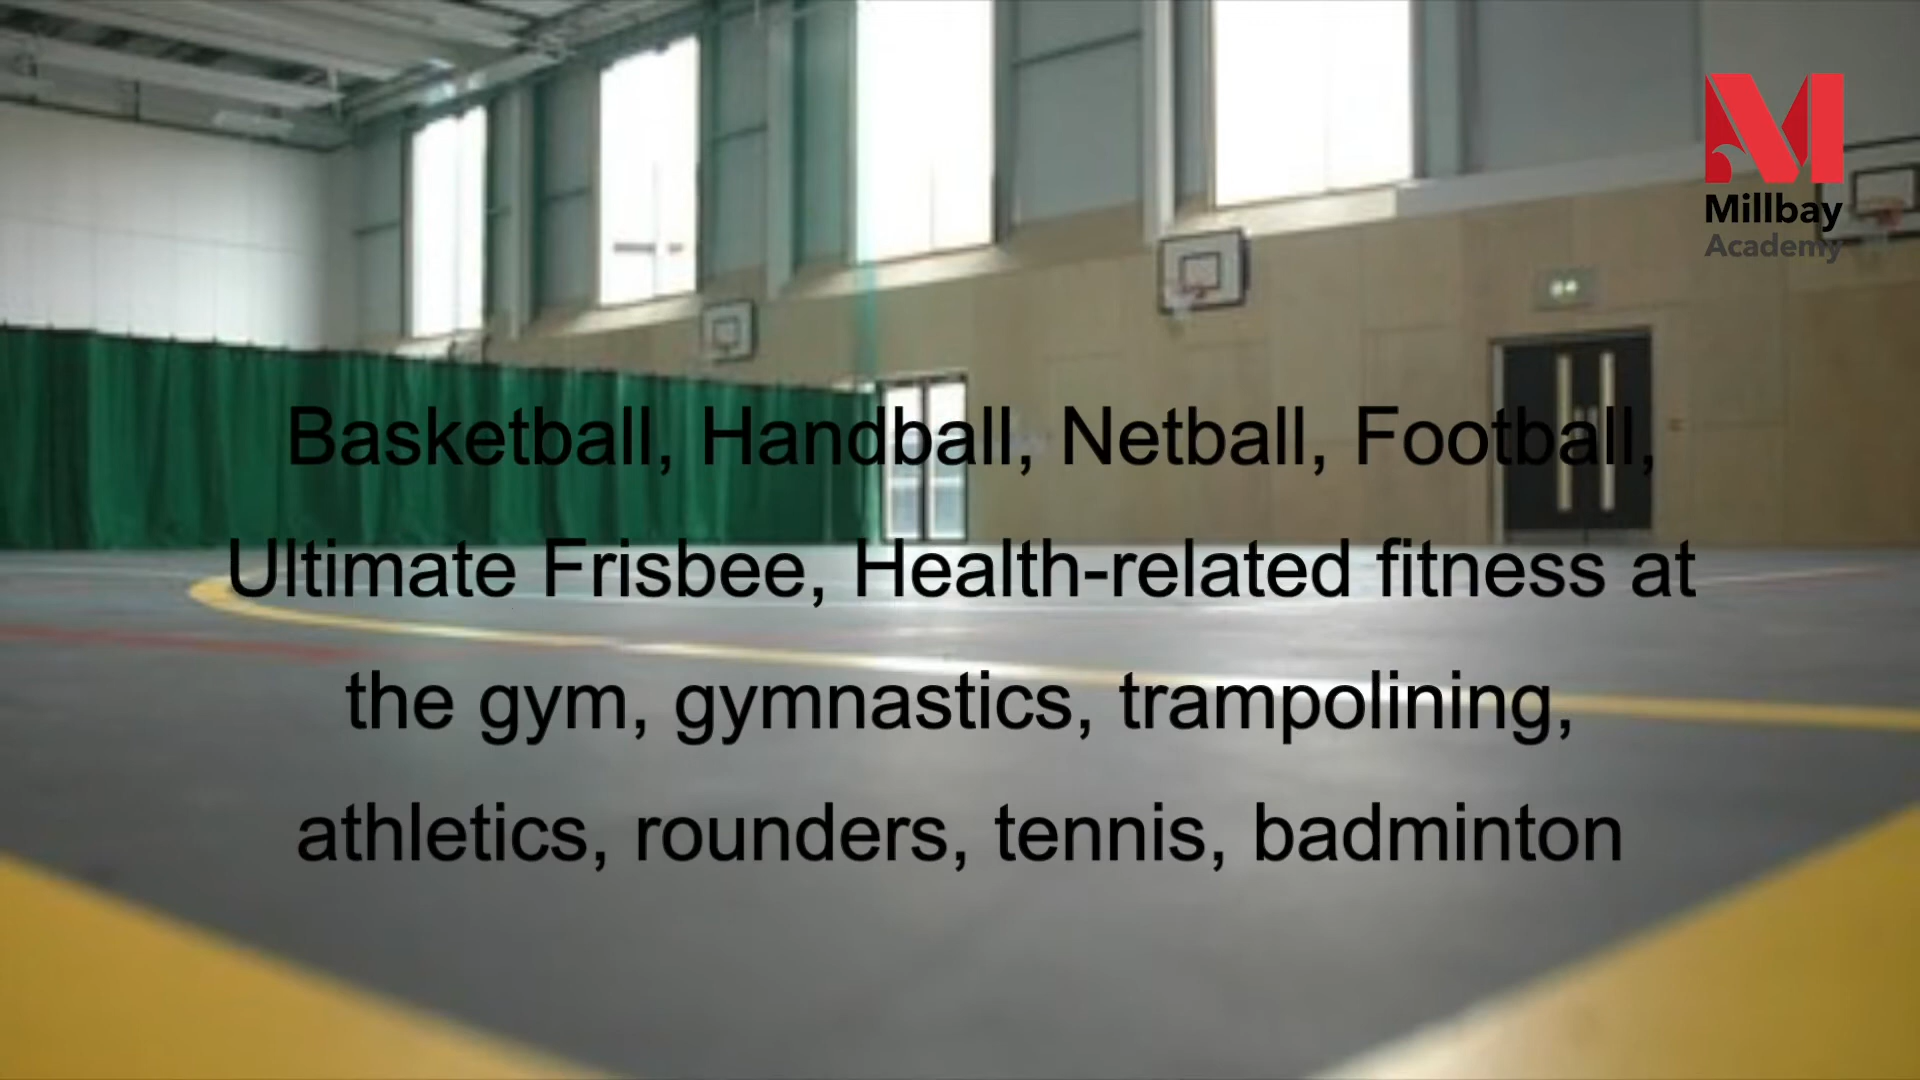 Millbay
Academy
Basketball, Handball, Netball, Football,
Ultimate Frisbee, Health-related fitness at
the gym, gymnastics, trampolining,
athletics, rounders, tennis, badminton